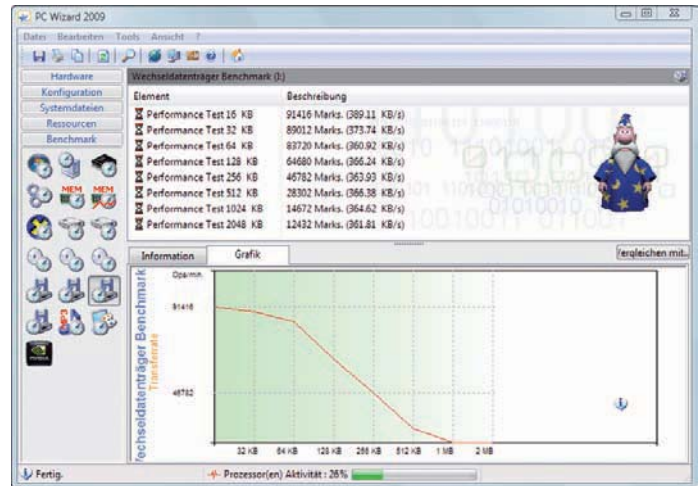 PC Wizard 2009
Datei Bearbeiten Tools Ansicht ?
Hardware
Konfiguration
Systemdateien
Ressourcen
Benchmark
MEM MEM
MP3
Wechseldatenträger Benchmark (I:)
Element Beschreibung
Performance Test 16 KB 91416 Marks. (389.11 KB/s)
Performance Test 32 KB 89012 Marks. (373.74 KB/s)
Performance Test 64 KB 83720 Marks. (360.92 KB/s)
Performance Test 128 KB 64680 Marks. (366.24 KB/s)
Performance Test 256 KB 46782 Marks. (363.93 KB/s)
Performance Test 512 KB 28302 Marks. (366.38 KB/s)
Performance Test 1024 KB 14672 Marks. (364.62 KB/s)
Performance Test 2048 KB 12432 Marks. (361.81 KB/s)
Information Grafik
Vergleichen mit..
Wechseldatenträger Benchmark
Transferrate
Ops/min.
91416
46782
32 KB 64 KB 128 KB 256 KB 512 KB 1 MB 2 MB
Fertig. Prozessor(en) Aktivität : 26%